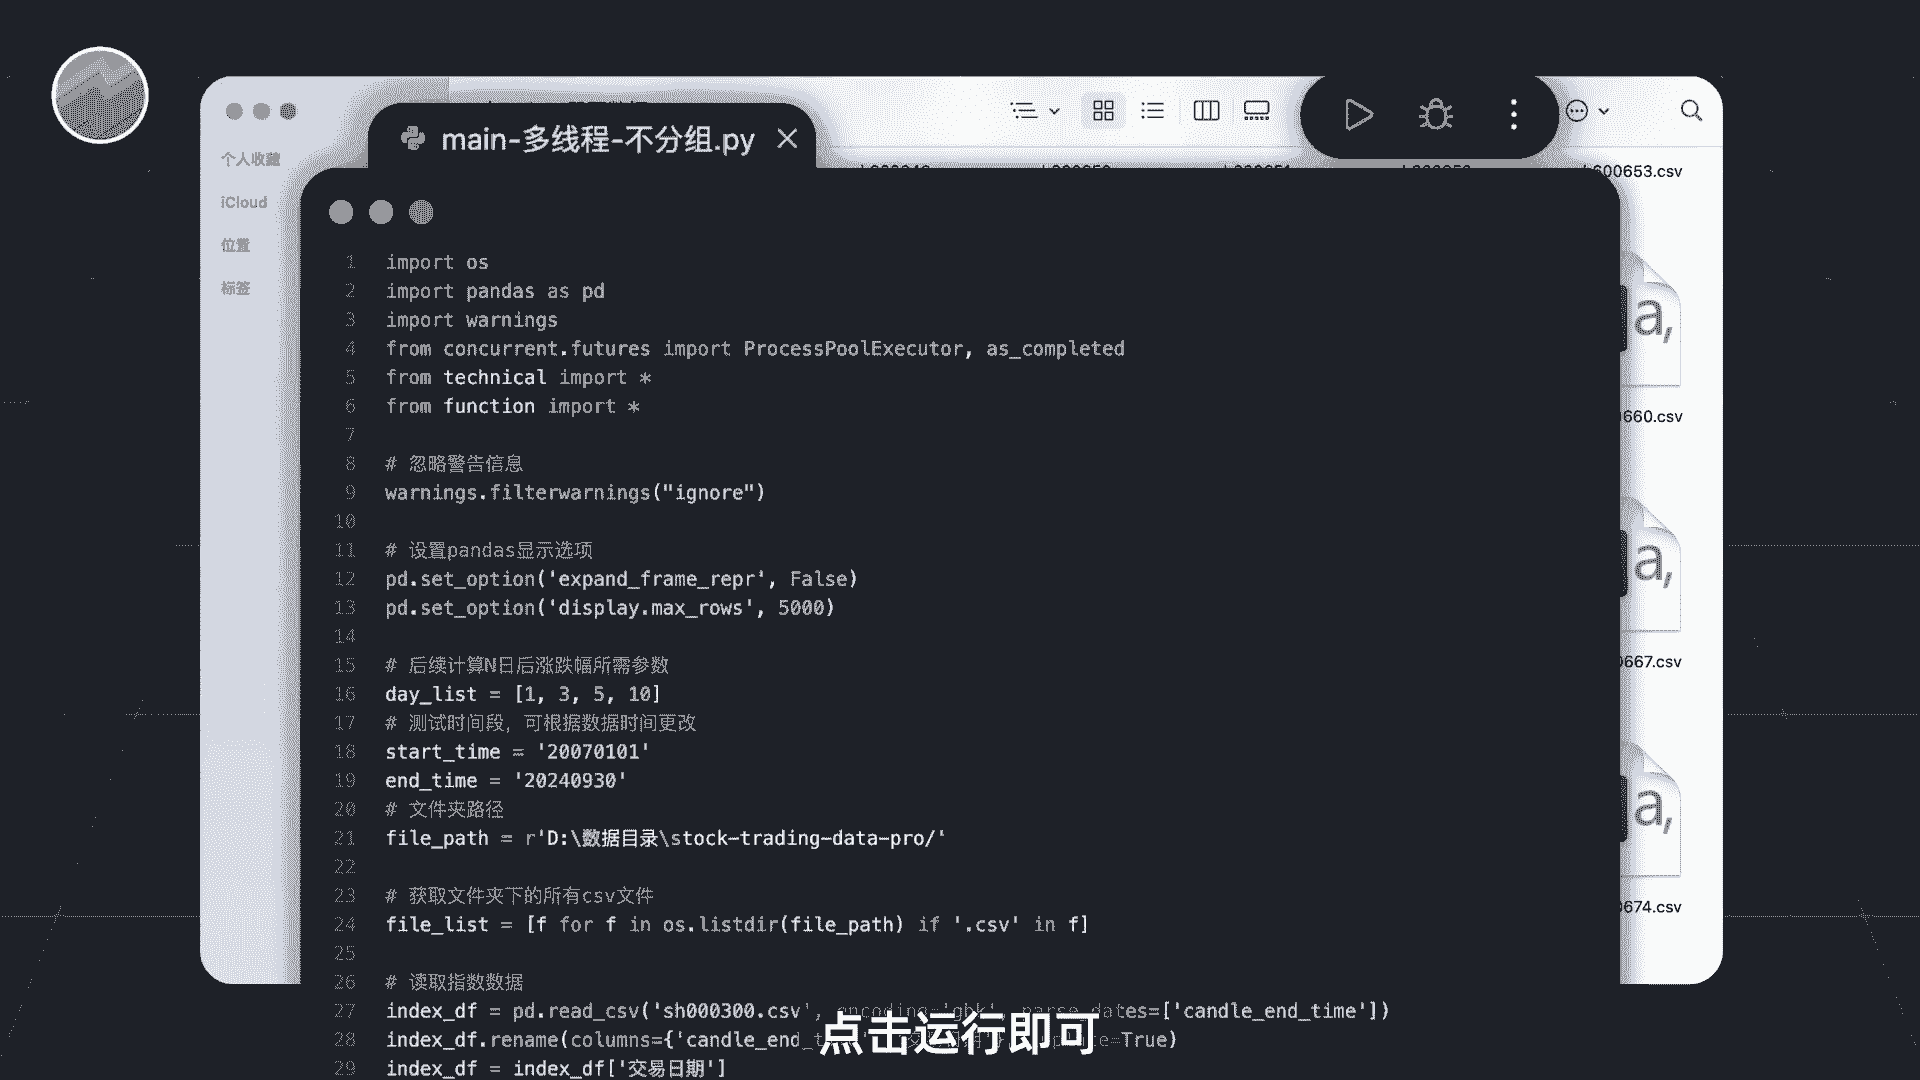 main-多线程-不分组.py
个人收藏
iCloud
位置
标签
600653.csv
660.csv
0667.csv
0674.csv
a,
a,
a,
1 import os
2 import pandas as pd
3 import warnings
4 from concurrent.futures import ProcessPoolExecutor, as_completed
5 from technical import *
6 from function import *
7
8 # 忽略警告信息
9 warnings.filterwarnings("ignore")
10
11 # 设置pandas显示选项
12 pd.set_option('expand_frame_repr', False)
13 pd.set_option('display.max_rows', 5000)
14
15 # 后续计算N日后涨跌幅所需参数
16 day_list = [1, 3, 5, 10]
17 # 测试时间段，可根据数据时间更改
18 start_time = '20070101'
19 end_time = '20240930'
20 # 文件夹路径
21 file_path = r'D:\数据目录\stock-trading-data-pro/'
22
23 # 获取文件夹下的所有csv文件
24 file_list = [f for f in os.listdir(file_path) if '.csv' in f]
25
26 # 读取指数数据
27 index_df = pd.read_csv('sh000300.csv', encoding='gbk', parse_dates=['candle_end_time'])
28 index_df.rename(columns={'candle_end_t =True)
29 index_df = index_df['交易日期']
点击运行即可